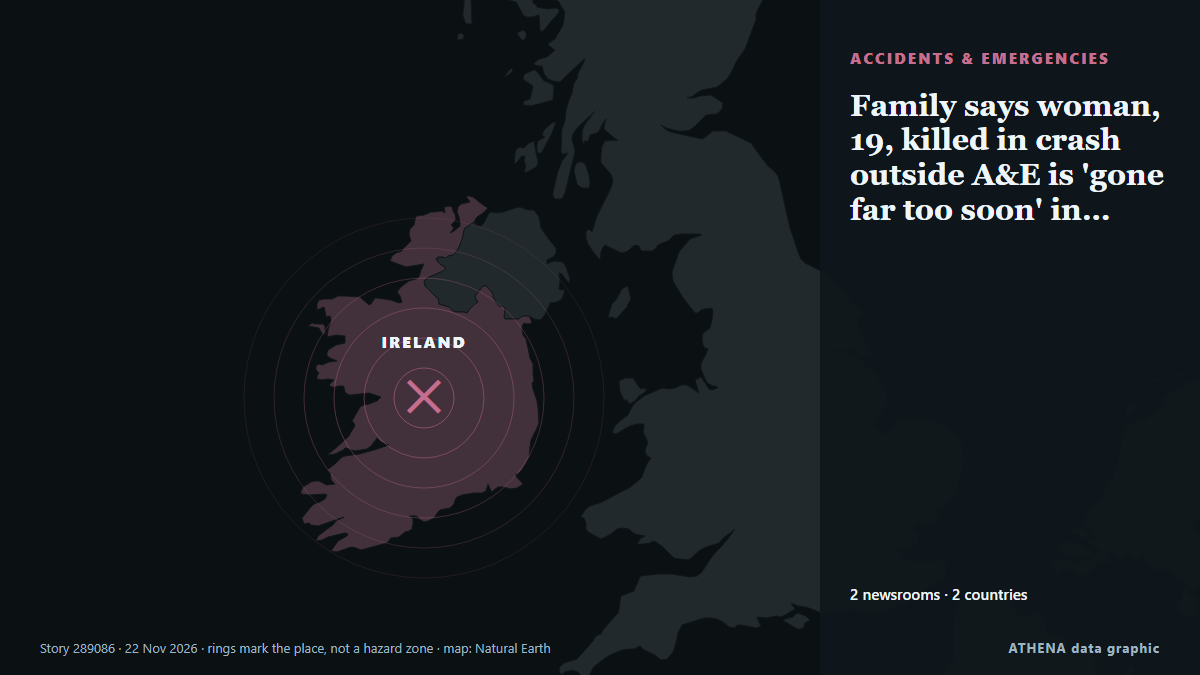 ACCIDENTS & EMERGENCIES
Family says woman,
19, killed in crash
outside A&E is 'gone
far too soon' in...
IRELAND
2 newsrooms · 2 countries
Story 289086 · 22 Nov 2026 · rings mark the place, not a hazard zone · map: Natural Earth
ATHENA data graphic